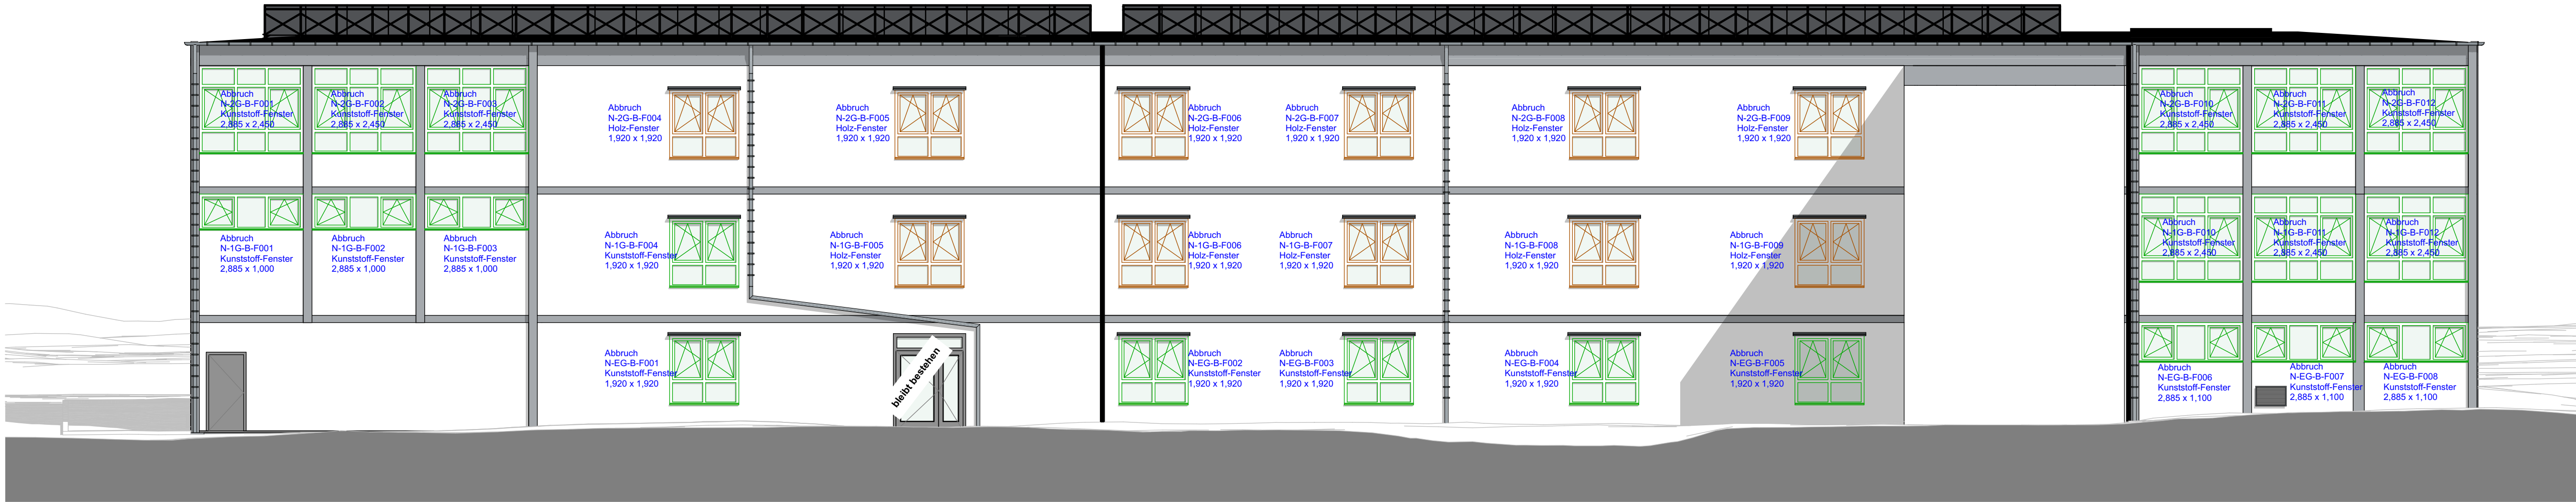 Abbruch
N-2G-B-F001
Kunststoff-Fenster
2,885 x 2,450
Abbruch
N-2G-B-F002
Kunststoff-Fenster
2,885 x 2,450
Abbruch
N-2G-B-F003
Kunststoff-Fenster
2,885 x 2,450
Abbruch
N-2G-B-F004
Holz-Fenster
1,920 x 1,920
Abbruch
N-2G-B-F005
Holz-Fenster
1,920 x 1,920
Abbruch
N-2G-B-F006
Holz-Fenster
1,920 x 1,920
Abbruch
N-2G-B-F007
Holz-Fenster
1,920 x 1,920
Abbruch
N-2G-B-F008
Holz-Fenster
1,920 x 1,920
Abbruch
N-2G-B-F009
Holz-Fenster
1,920 x 1,920
Abbruch
N-2G-B-F010
Kunststoff-Fenster
2,885 x 2,450
Abbruch
N-2G-B-F011
Kunststoff-Fenster
2,885 x 2,450
Abbruch
N-2G-B-F012
Kunststoff-Fenster
2,885 x 2,450
Abbruch
N-1G-B-F001
Kunststoff-Fenster
2,885 x 1,000
Abbruch
N-1G-B-F002
Kunststoff-Fenster
2,885 x 1,000
Abbruch
N-1G-B-F003
Kunststoff-Fenster
2,885 x 1,000
Abbruch
N-1G-B-F004
Kunststoff-Fenster
1,920 x 1,920
Abbruch
N-1G-B-F005
Holz-Fenster
1,920 x 1,920
Abbruch
N-1G-B-F006
Holz-Fenster
1,920 x 1,920
Abbruch
N-1G-B-F007
Holz-Fenster
1,920 x 1,920
Abbruch
N-1G-B-F008
Holz-Fenster
1,920 x 1,920
Abbruch
N-1G-B-F009
Holz-Fenster
1,920 x 1,920
Abbruch
N-1G-B-F010
Kunststoff-Fenster
2,885 x 2,450
Abbruch
N-1G-B-F011
Kunststoff-Fenster
2,885 x 2,450
Abbruch
N-1G-B-F012
Kunststoff-Fenster
2,885 x 2,450
Abbruch
N-EG-B-F001
Kunststoff-Fenster
1,920 x 1,920
bleibt bestehen
Abbruch
N-EG-B-F002
Kunststoff-Fenster
1,920 x 1,920
Abbruch
N-EG-B-F003
Kunststoff-Fenster
1,920 x 1,920
Abbruch
N-EG-B-F004
Kunststoff-Fenster
1,920 x 1,920
Abbruch
N-EG-B-F005
Kunststoff-Fenster
1,920 x 1,920
Abbruch
N-EG-B-F006
Kunststoff-Fenster
2,885 x 1,100
Abbruch
N-EG-B-F007
Kunststoff-Fenster
2,885 x 1,100
Abbruch
N-EG-B-F008
Kunststoff-Fenster
2,885 x 1,100